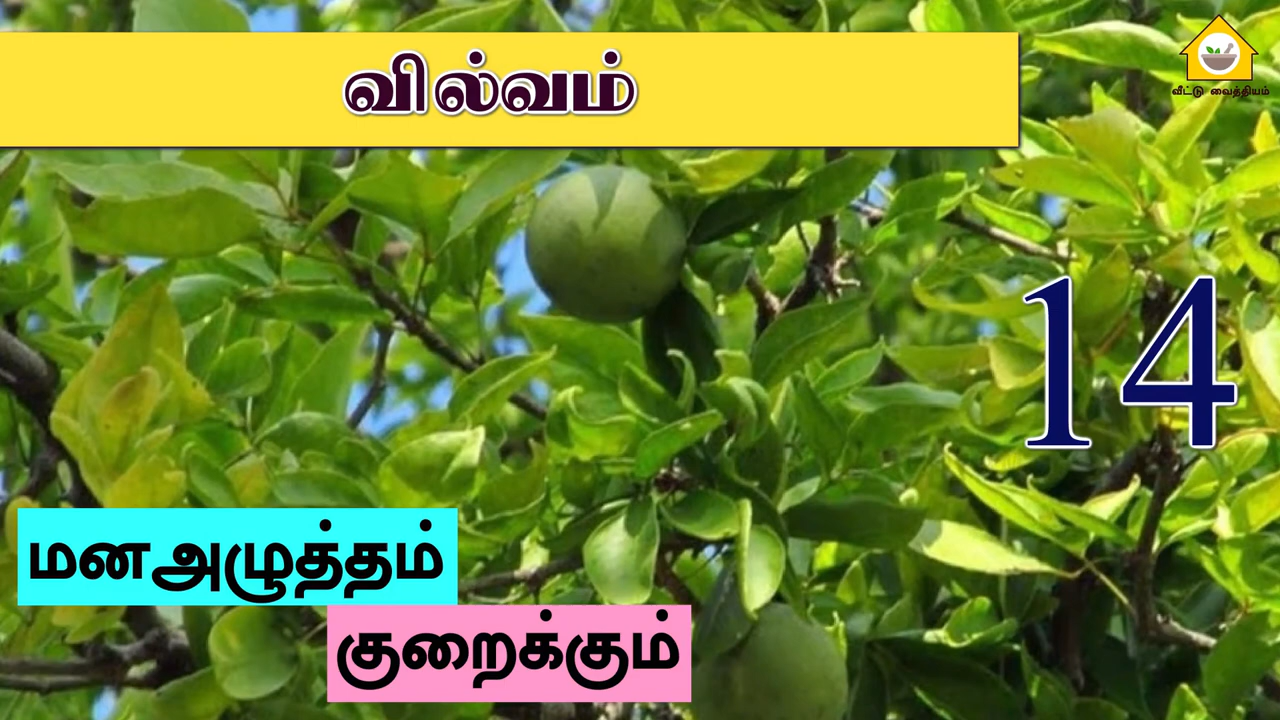 வில்வம்
வீட்டு வைத்தியம்
14
மனஅழுத்தம்
குறைக்கும்